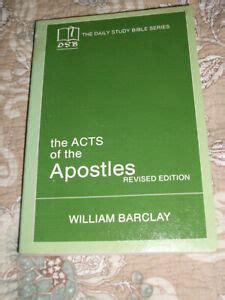 THE DAILY STUDY BIBLE SERIES
DSB
the ACTS
of the
Apostles
REVISED EDITION
WILLIAM BARCLAY